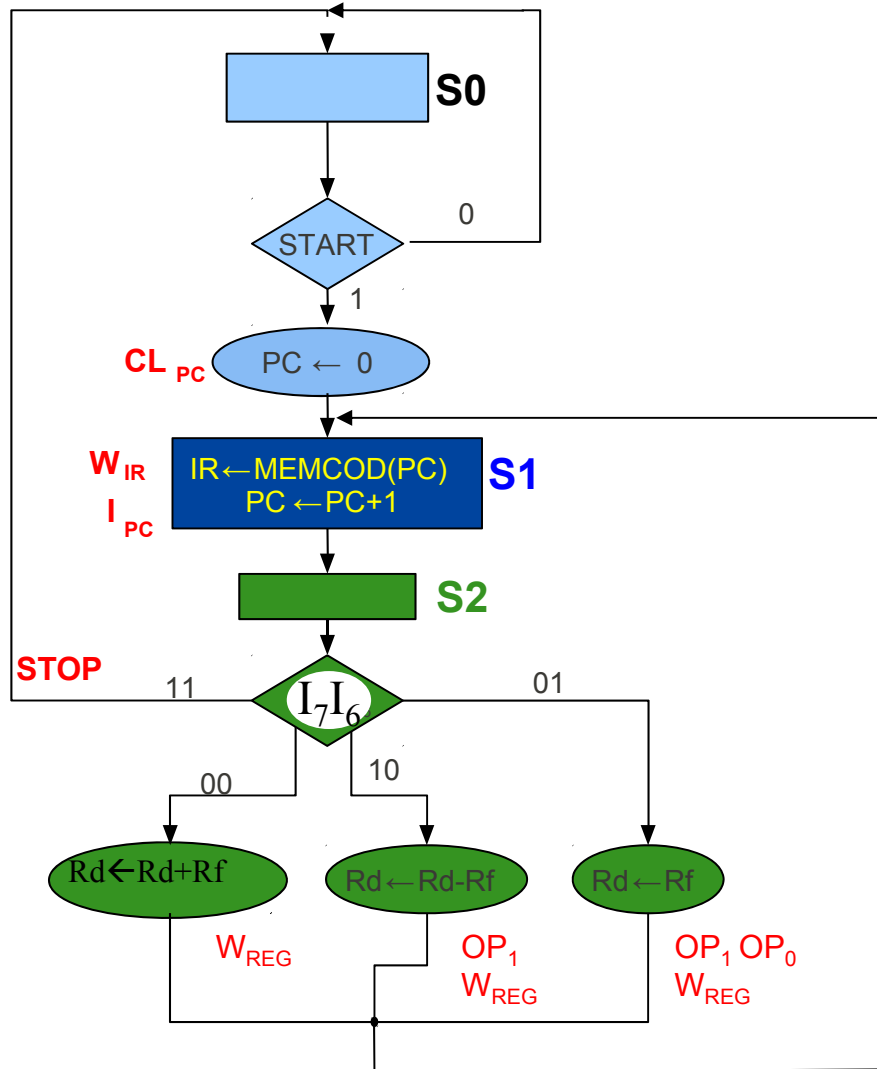 S0
START
0
1
CL PC
PC ← 0
W IR
I PC
IR←MEMCOD(PC)
PC ←PC+1
S1
S2
STOP
11
I7I6
01
00
10
Rd←Rd+Rf
Rd←Rd-Rf
Rd←Rf
WREG
OP1
WREG
OP1 OP0
WREG